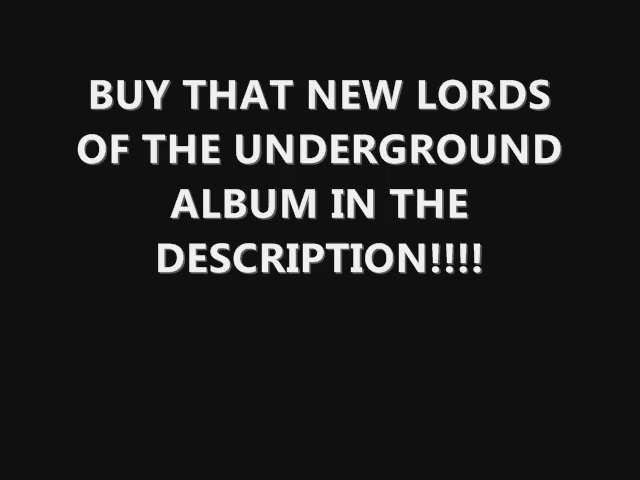 BUY THAT NEW LORDS
OF THE UNDERGROUND
ALBUM IN THE
DESCRIPTION!!!!